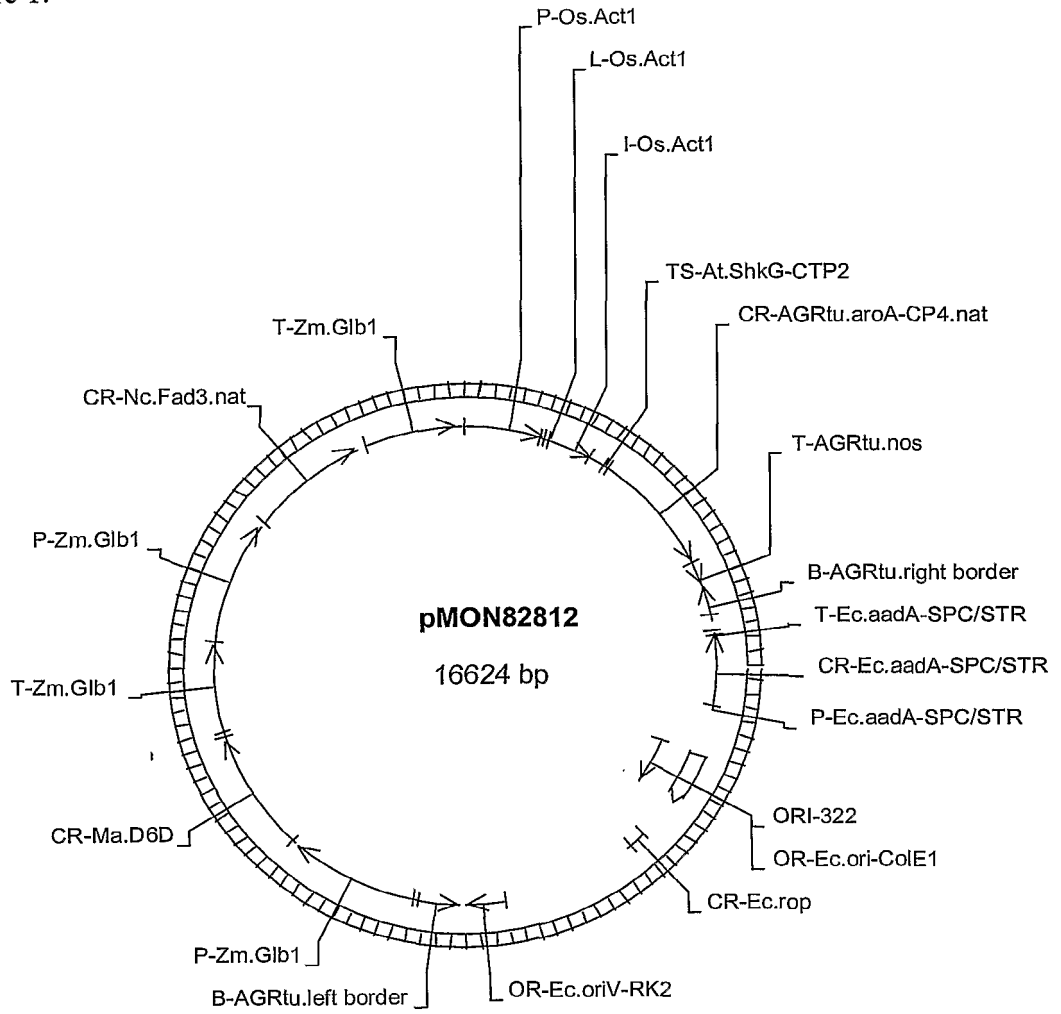 P-Os.Act1
L-Os.Act1
I-Os.Act1
TS-At.ShkG-CTP2
CR-AGRtu.aroA-CP4.nat
T-Zm.Glb1
CR-Nc.Fad3.nat
T-AGRtu.nos
P-Zm.Glb1
B-AGRtu.right border
T-Ec.aadA-SPC/STR
pMON82812
16624 bp
CR-Ec.aadA-SPC/STR
T-Zm.Glb1
P-Ec.aadA-SPC/STR
ORI-322
CR-Ma.D6D
OR-Ec.ori-ColE1
CR-Ec.rop
P-Zm.Glb1
OR-Ec.oriV-RK2
B-AGRtu.left border